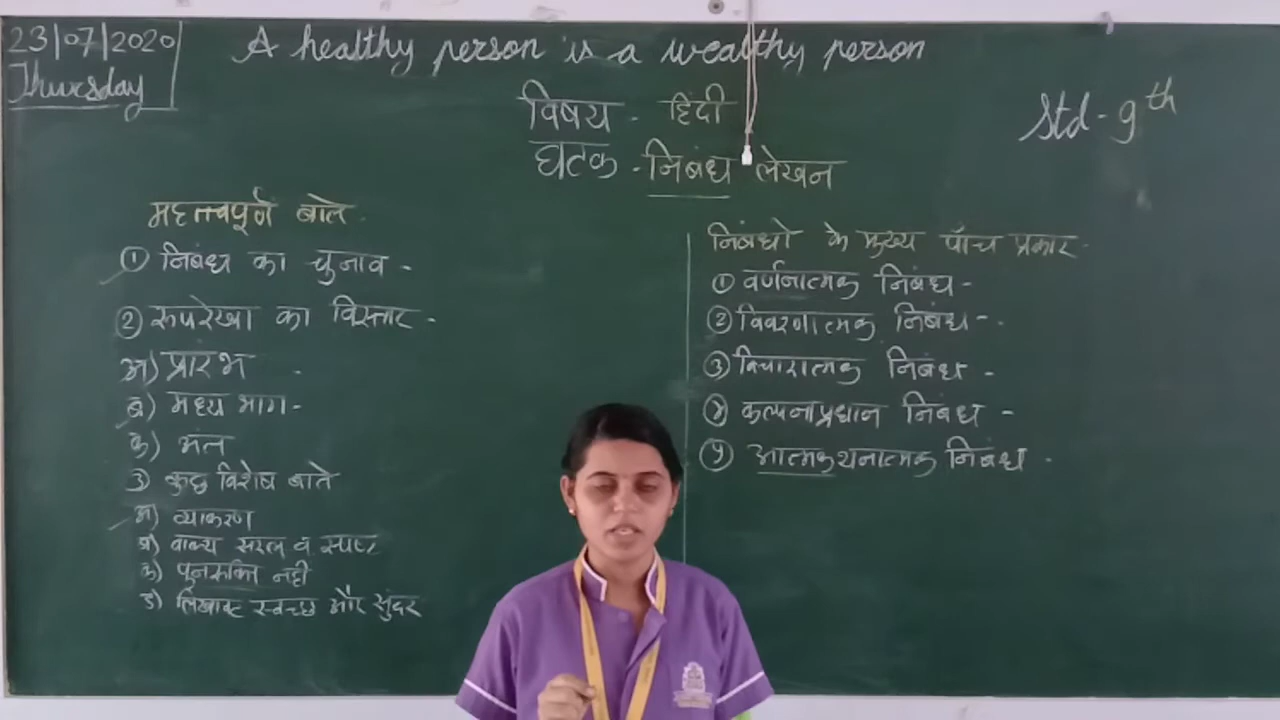 23/07/2020
Thursday
A healthy person is a wealthy person
Std - 9th
विषय - हिंदी
घटक - निबंध लेखन
महत्त्वपूर्ण बाते
① निबंध का चुनाव -
② रूपरेखा का विस्तार -
अ) प्रारंभ
ब) मध्य भाग -
क) अंत
3) कुछ विशेष बाते
अ) व्याकरण
ब) वाक्य सरल व स्पष्ट
क) पुनरुक्ति नही
ड) लिखावट स्वच्छ और सुंदर
निबंधो के मुख्य पाँच प्रकार -
① वर्णनात्मक निबंध -
② विवरणात्मक निबंध -
③ विचारात्मक निबंध -
④ कल्पनाप्रधान निबंध -
⑤ आत्मकथनात्मक निबंध -